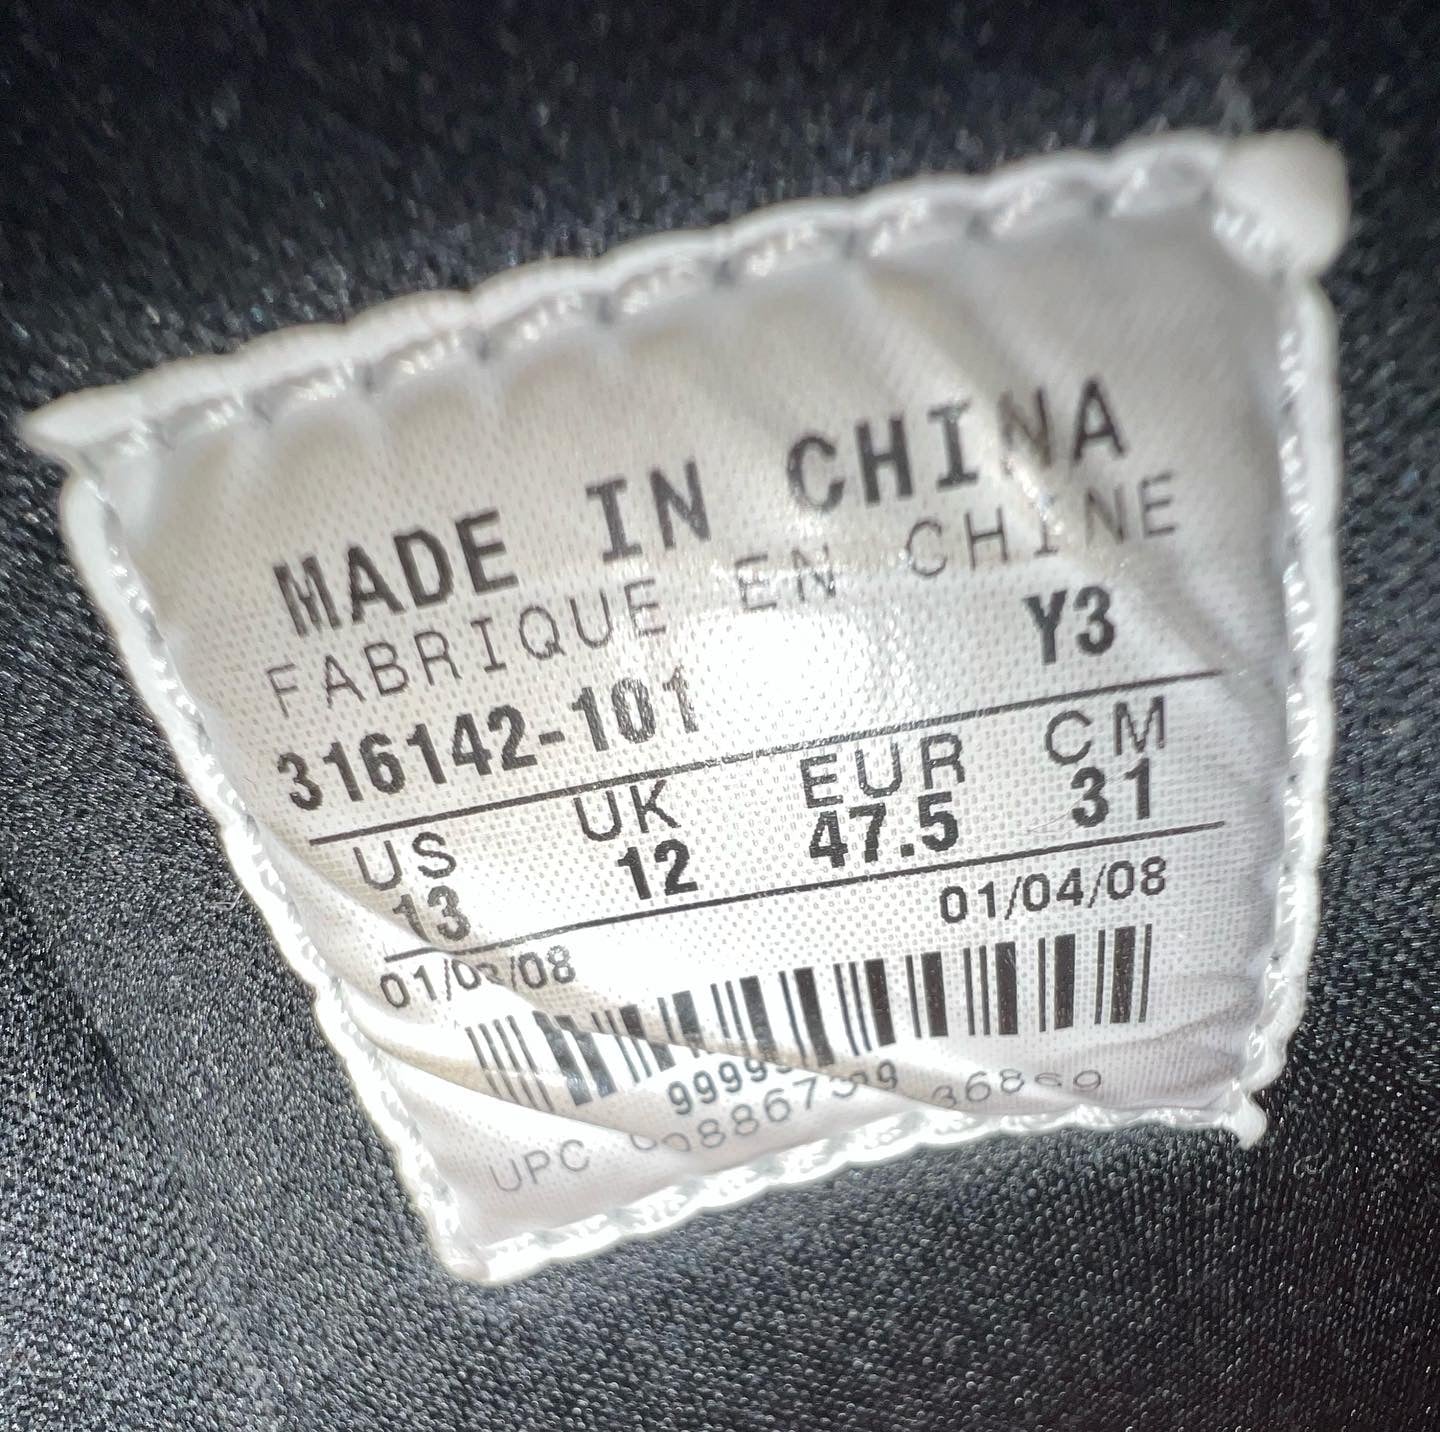 MADE IN CHINA
FABRIQUE EN CHINE
316142-101 Y3
US UK EUR CM
13 12 47.5 31
01/04/08
UPC